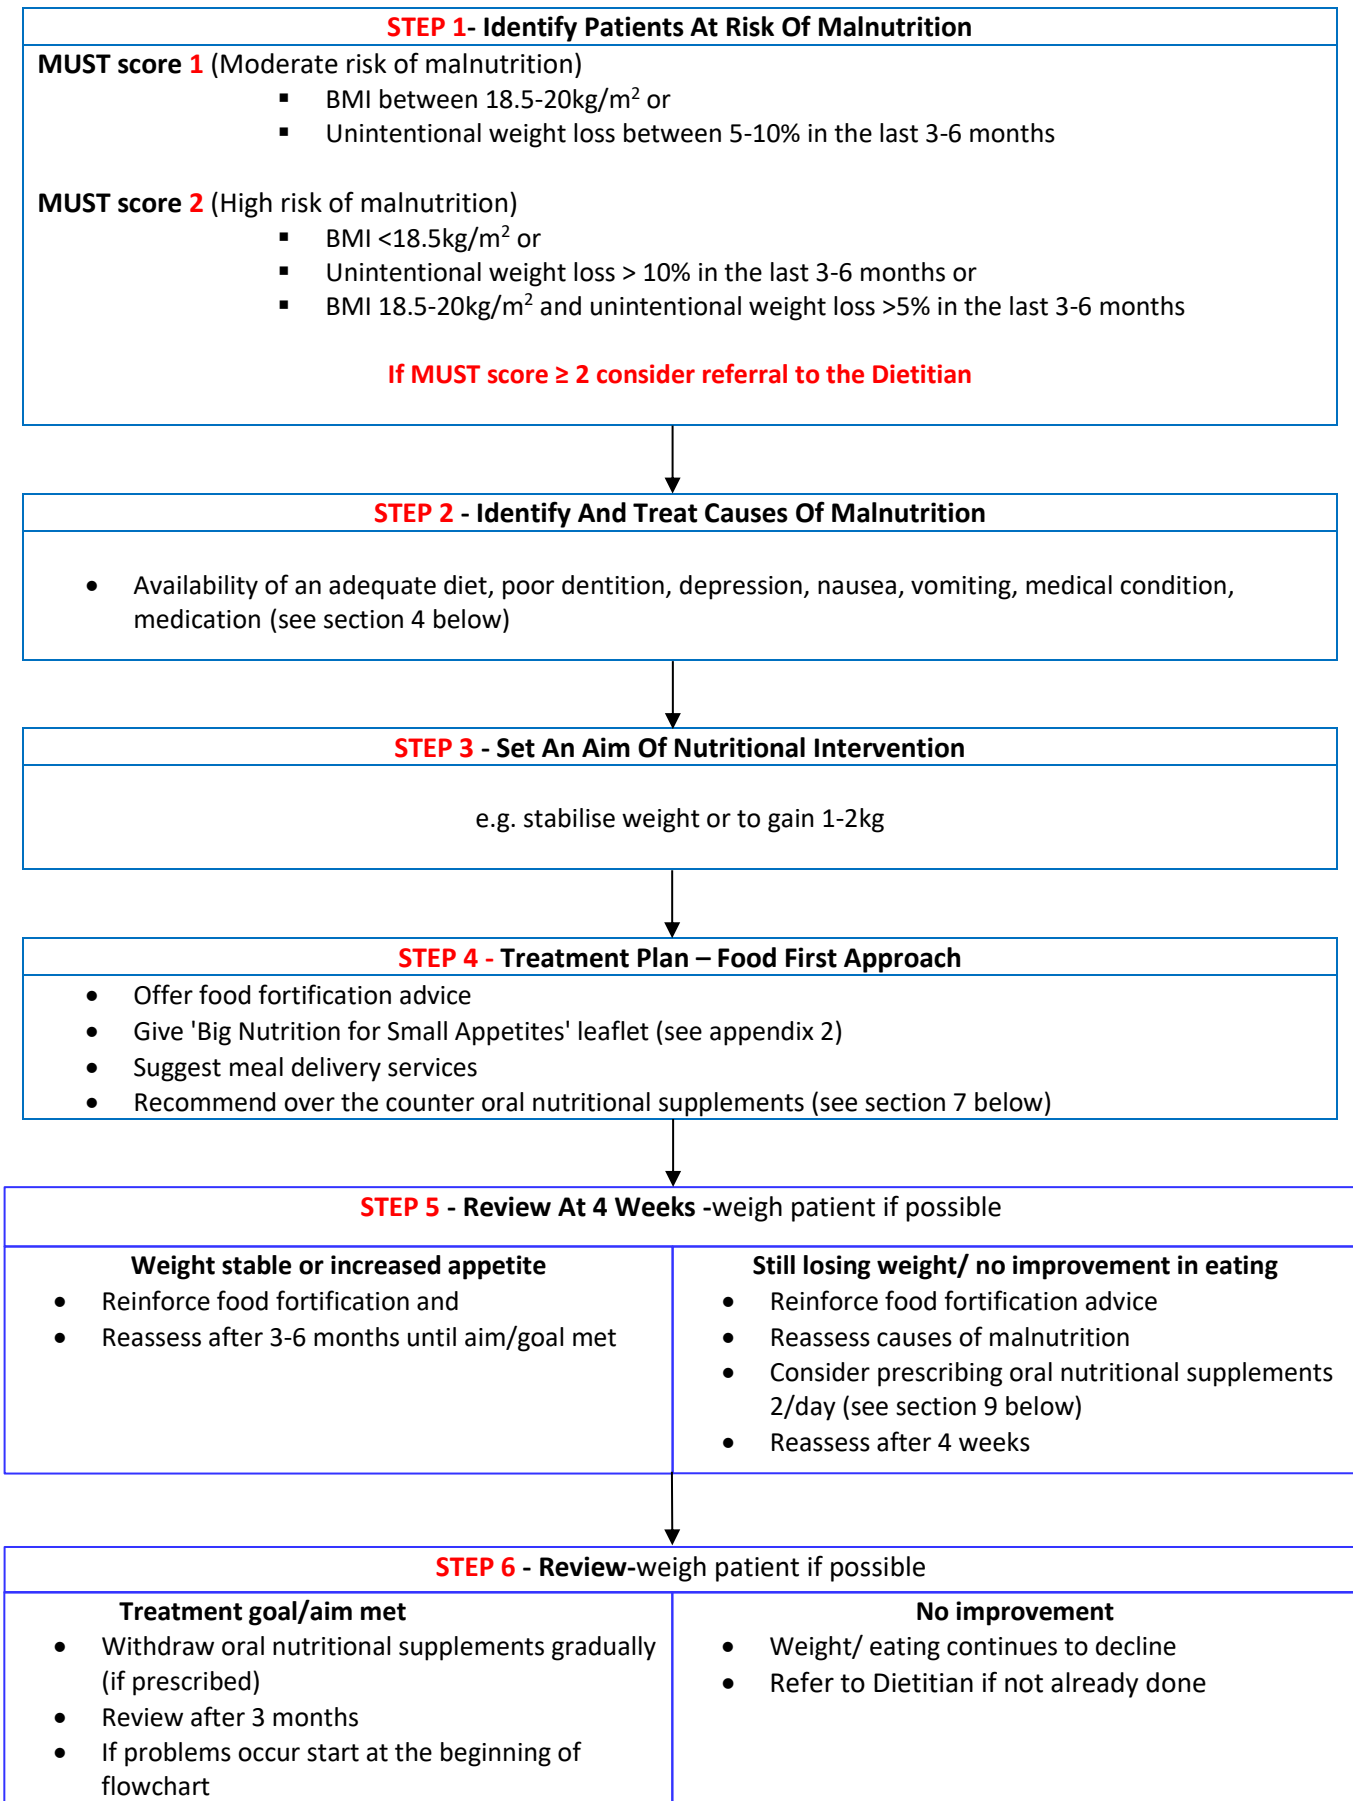 STEP 1- Identify Patients At Risk Of Malnutrition
MUST score 1 (Moderate risk of malnutrition)
▪ BMI between 18.5-20kg/m² or
▪ Unintentional weight loss between 5-10% in the last 3-6 months
MUST score 2 (High risk of malnutrition)
▪ BMI <18.5kg/m² or
▪ Unintentional weight loss > 10% in the last 3-6 months or
▪ BMI 18.5-20kg/m² and unintentional weight loss >5% in the last 3-6 months
If MUST score ≥ 2 consider referral to the Dietitian
STEP 2 - Identify And Treat Causes Of Malnutrition
• Availability of an adequate diet, poor dentition, depression, nausea, vomiting, medical condition,
medication (see section 4 below)
STEP 3 - Set An Aim Of Nutritional Intervention
e.g. stabilise weight or to gain 1-2kg
STEP 4 - Treatment Plan – Food First Approach
• Offer food fortification advice
• Give 'Big Nutrition for Small Appetites' leaflet (see appendix 2)
• Suggest meal delivery services
• Recommend over the counter oral nutritional supplements (see section 7 below)
STEP 5 - Review At 4 Weeks -weigh patient if possible
Weight stable or increased appetite
• Reinforce food fortification and
• Reassess after 3-6 months until aim/goal met
Still losing weight/ no improvement in eating
• Reinforce food fortification advice
• Reassess causes of malnutrition
• Consider prescribing oral nutritional supplements
2/day (see section 9 below)
• Reassess after 4 weeks
STEP 6 - Review-weigh patient if possible
Treatment goal/aim met
• Withdraw oral nutritional supplements gradually
(if prescribed)
• Review after 3 months
• If problems occur start at the beginning of
flowchart
No improvement
• Weight/ eating continues to decline
• Refer to Dietitian if not already done